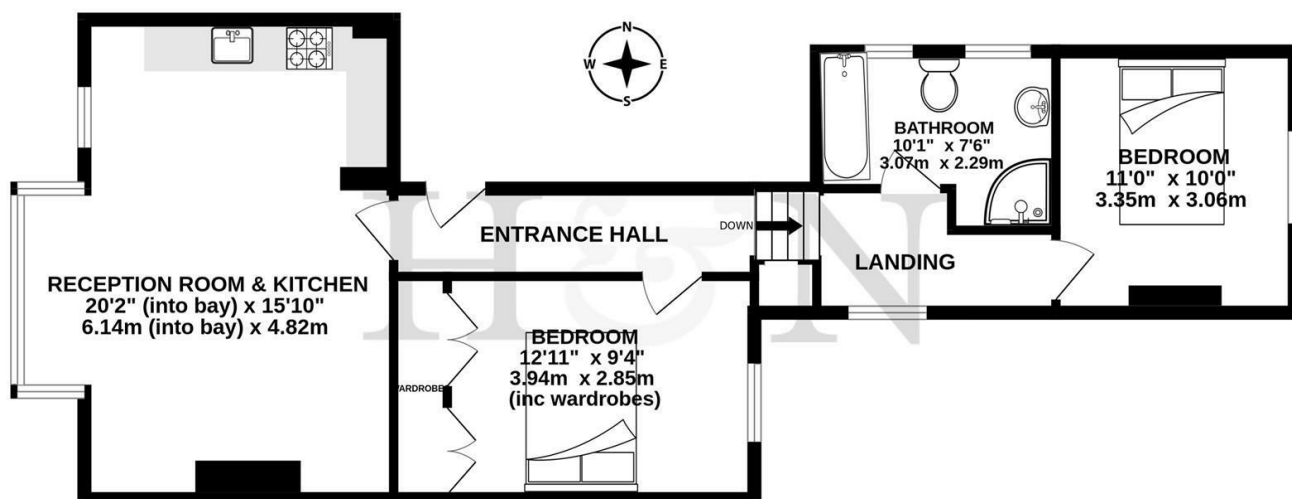 N
W E
S
BATHROOM
10'1" x 7'6"
3.07m x 2.29m
BEDROOM
11'0" x 10'0"
3.35m x 3.06m
ENTRANCE HALL
DOWN
LANDING
RECEPTION ROOM & KITCHEN
20'2" (into bay) x 15'10"
6.14m (into bay) x 4.82m
BEDROOM
12'11" x 9'4"
3.94m x 2.85m
(inc wardrobes)
H&N